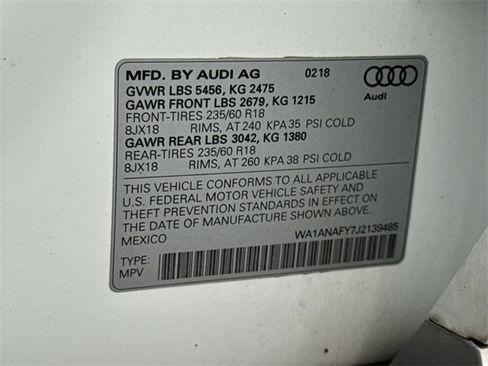 MFD. BY AUDI AG 0218
GVWR LBS 5456, KG 2475
GAWR FRONT LBS 2679, KG 1215
FRONT-TIRES 235/60 R18
8JX18 RIMS, AT 240 KPA 35 PSI COLD
GAWR REAR LBS 3042, KG 1380
REAR-TIRES 235/60 R18
8JX18 RIMS, AT 260 KPA 38 PSI COLD
Audi
THIS VEHICLE CONFORMS TO ALL APPLICABLE
U.S. FEDERAL MOTOR VEHICLE SAFETY AND
THEFT PREVENTION STANDARDS IN EFFECT ON
THE DATE OF MANUFACTURE SHOWN ABOVE.
MEXICO WA1ANAFY7J2139485
TYPE:
MPV